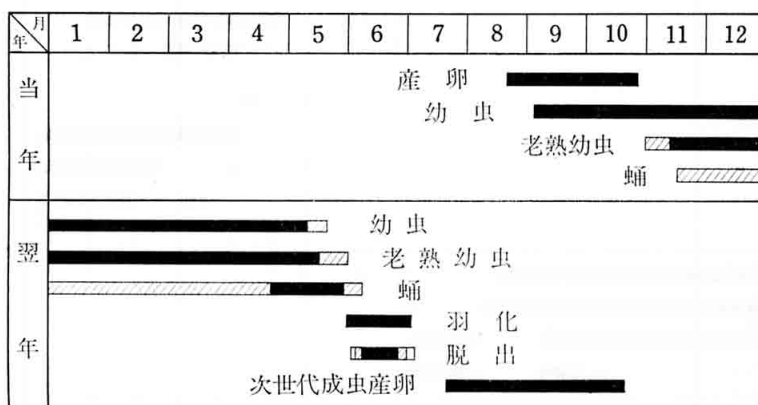 月
年 1 2 3 4 5 6 7 8 9 10 11 12
当年
産卵
幼虫
老熟幼虫
蛹
翌年
幼虫
老熟幼虫
蛹
羽化
脱出
次世代成虫産卵